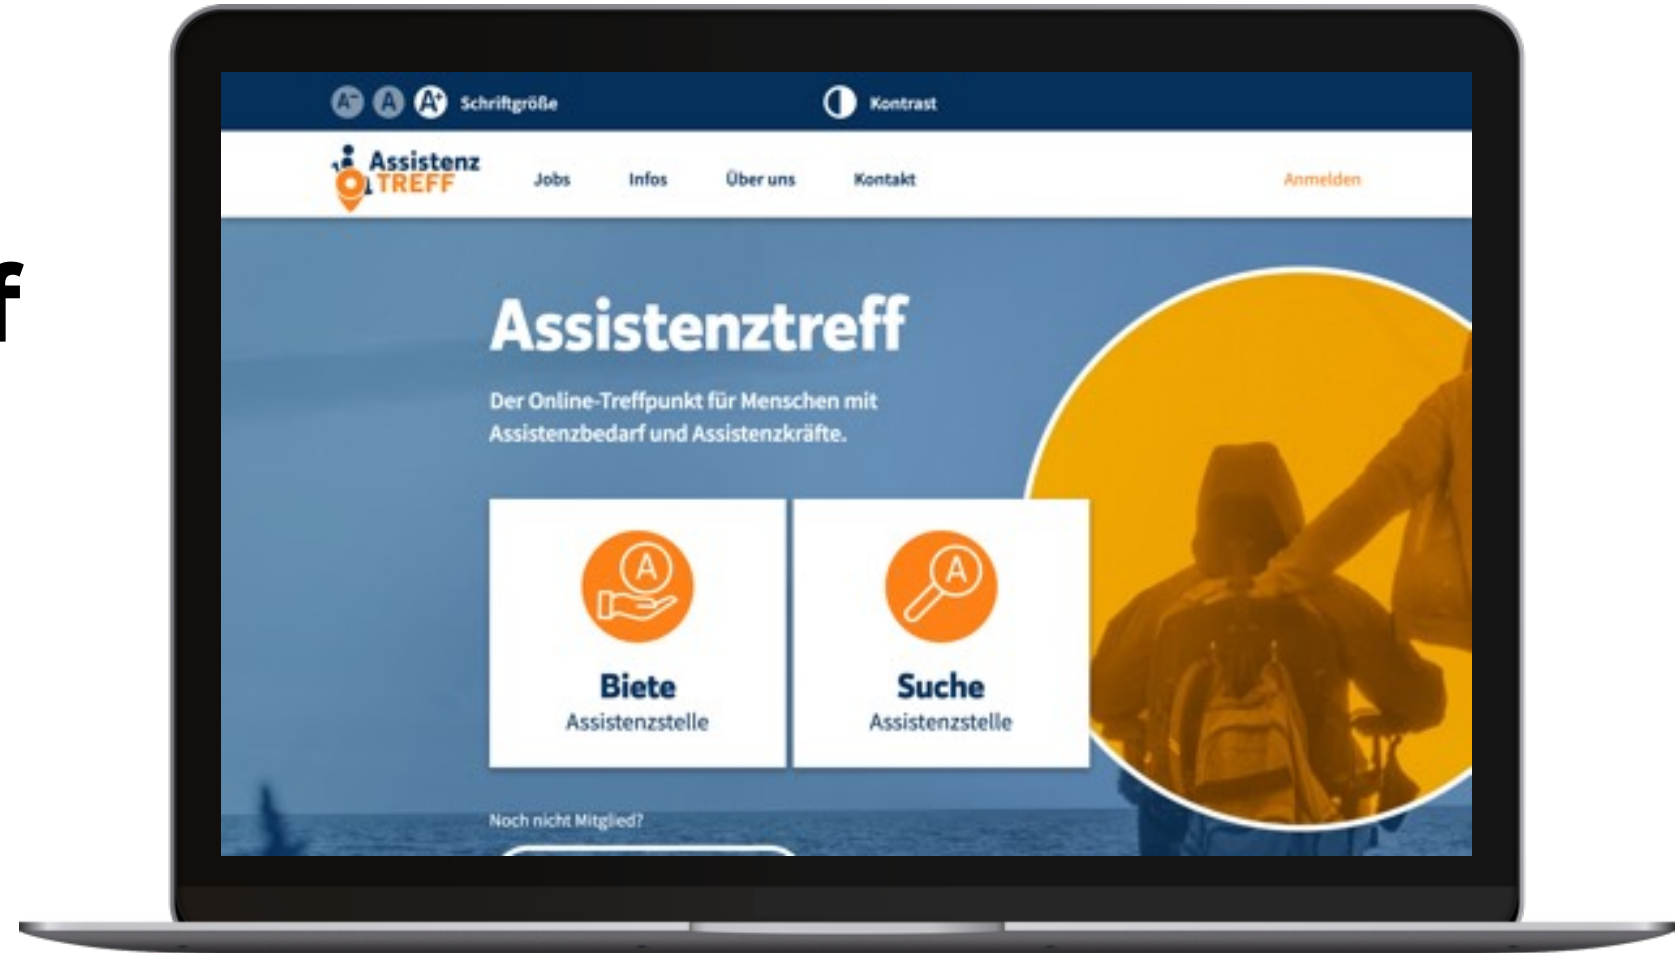 f
A- A A+ Schriftgröße Kontrast
Assistenz
TREFF
Jobs Infos Über uns Kontakt Anmelden
Assistenztreff
Der Online-Treffpunkt für Menschen mit
Assistenzbedarf und Assistenzkräfte.
A A
Biete Suche
Assistenzstelle Assistenzstelle
Noch nicht Mitglied?